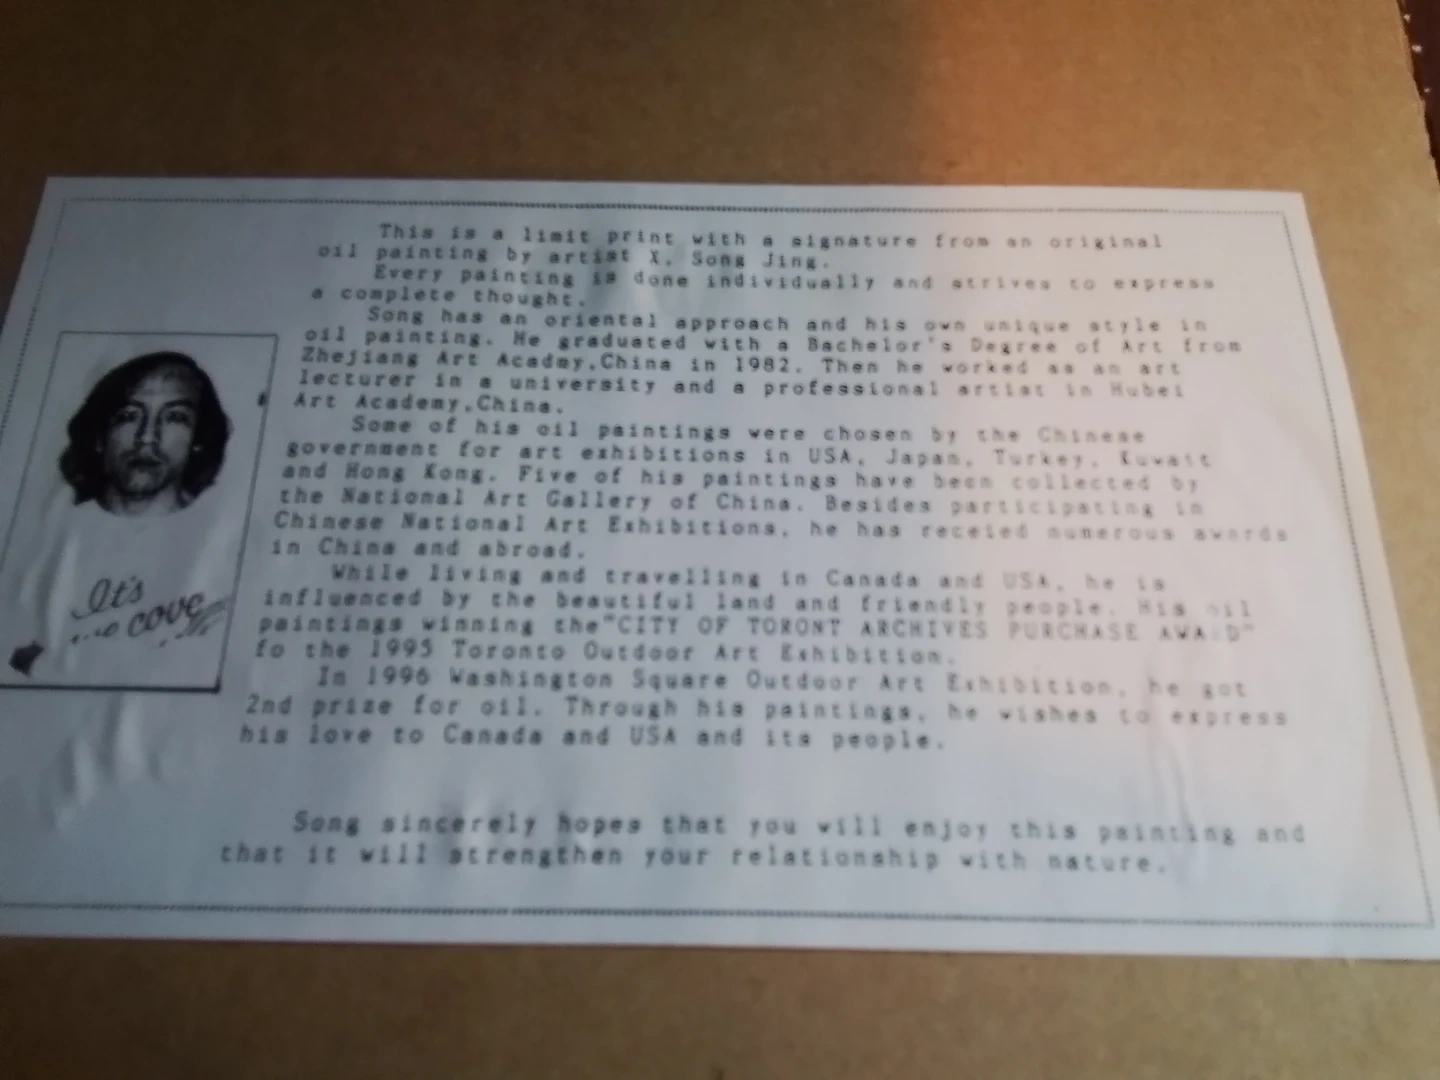 This is a limit print with a signature from an original
oil painting by artist X. Song Jing.
Every painting is done individually and strives to express
a complete thought.
Song has an oriental approach and his own unique style in
oil painting. He graduated with a Bachelor's Degree of Art from
Zhejiang Art Acadmy,China in 1982. Then he worked as an art
lecturer in a university and a professional artist in Hubei
Art Academy,China.
Some of his oil paintings were chosen by the Chinese
government for art exhibitions in USA, Japan, Turkey, Kuwait
and Hong Kong. Five of his paintings have been collected by
the National Art Gallery of China. Besides participating in
Chinese National Art Exhibitions, he has receied numerous awards
in China and abroad.
While living and travelling in Canada and USA, he is
influenced by the beautiful land and friendly people. His oil
paintings winning the"CITY OF TORONT ARCHIVES PURCHASE AWARD"
fo the 1995 Toronto Outdoor Art Exhibition.
In 1996 Washington Square Outdoor Art Exhibition, he got
2nd prize for oil. Through his paintings, he wishes to express
his love to Canada and USA and its people.
Song sincerely hopes that you will enjoy this painting and
that it will strengthen your relationship with nature.
It's
cove